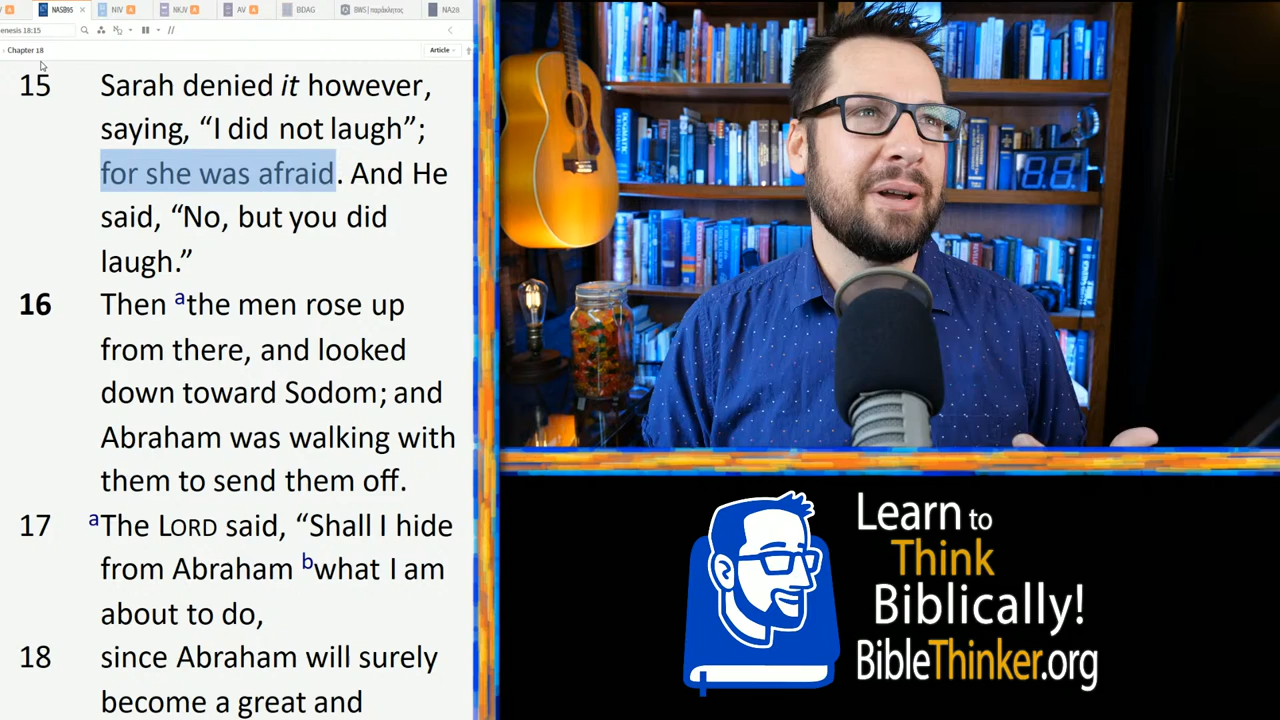 NASB95 NIV NKJV AV BDAG BWS | παράκλητος NA28
enesis 18:15
Chapter 18
Article
15 Sarah denied it however,
saying, “I did not laugh”;
for she was afraid. And He
said, “No, but you did
laugh.”
16 Then athe men rose up
from there, and looked
down toward Sodom; and
Abraham was walking with
them to send them off.
17 aThe LORD said, “Shall I hide
from Abraham bwhat I am
about to do,
18 since Abraham will surely
become a great and
Learn to
Think
Biblically!
BibleThinker.org